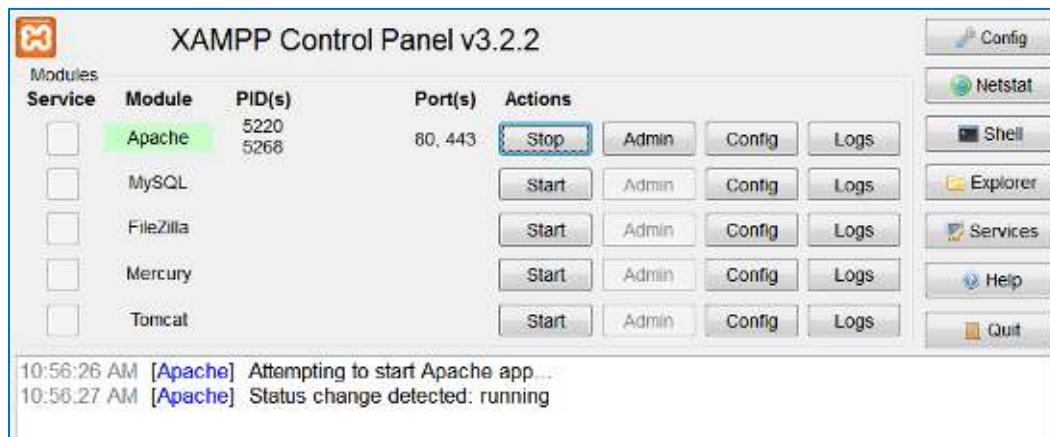 XAMPP Control Panel v3.2.2
Config
Modules
Service Module PID(s) Port(s) Actions
Netstat
Apache 5220 5268 80, 443 Stop Admin Config Logs
Shell
MySQL Start Admin Config Logs
Explorer
FileZilla Start Admin Config Logs
Services
Mercury Start Admin Config Logs
Help
Tomcat Start Admin Config Logs
Quit
10:56:26 AM [Apache] Attempting to start Apache app...
10:56:27 AM [Apache] Status change detected: running